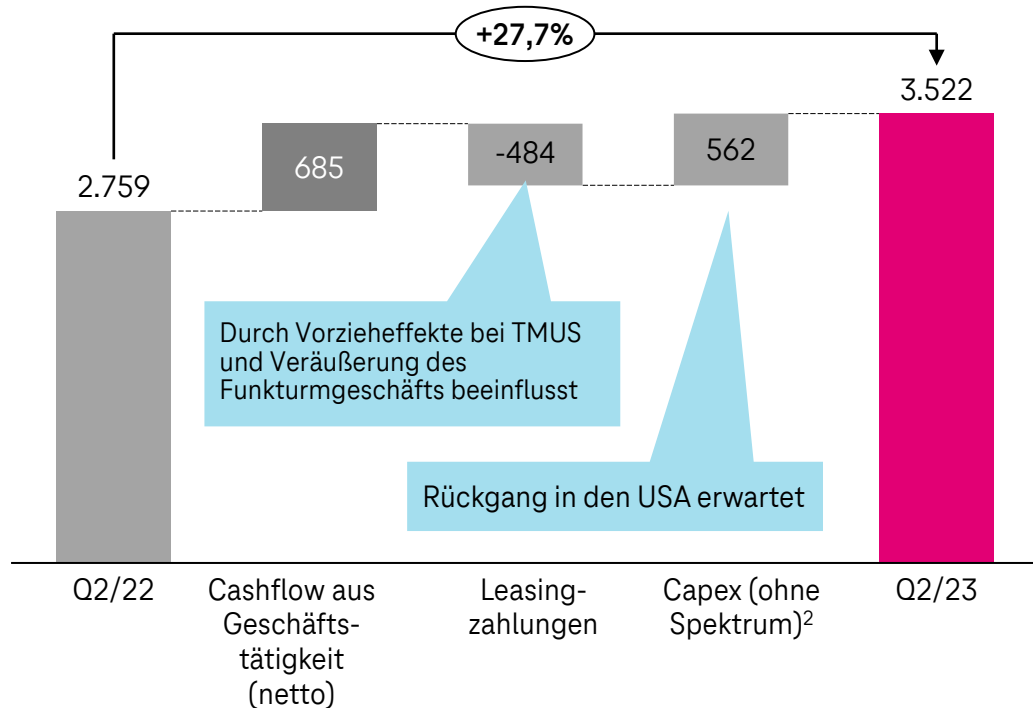 +27,7%
3.522
2.759
685
-484
562
Durch Vorzieheffekte bei TMUS
und Veräußerung des
Funkturmgeschäfts beeinflusst
Rückgang in den USA erwartet
Q2/22
Cashflow aus
Geschäfts-
tätigkeit
(netto)
Leasing-
zahlungen
Capex (ohne
Spektrum)²
Q2/23